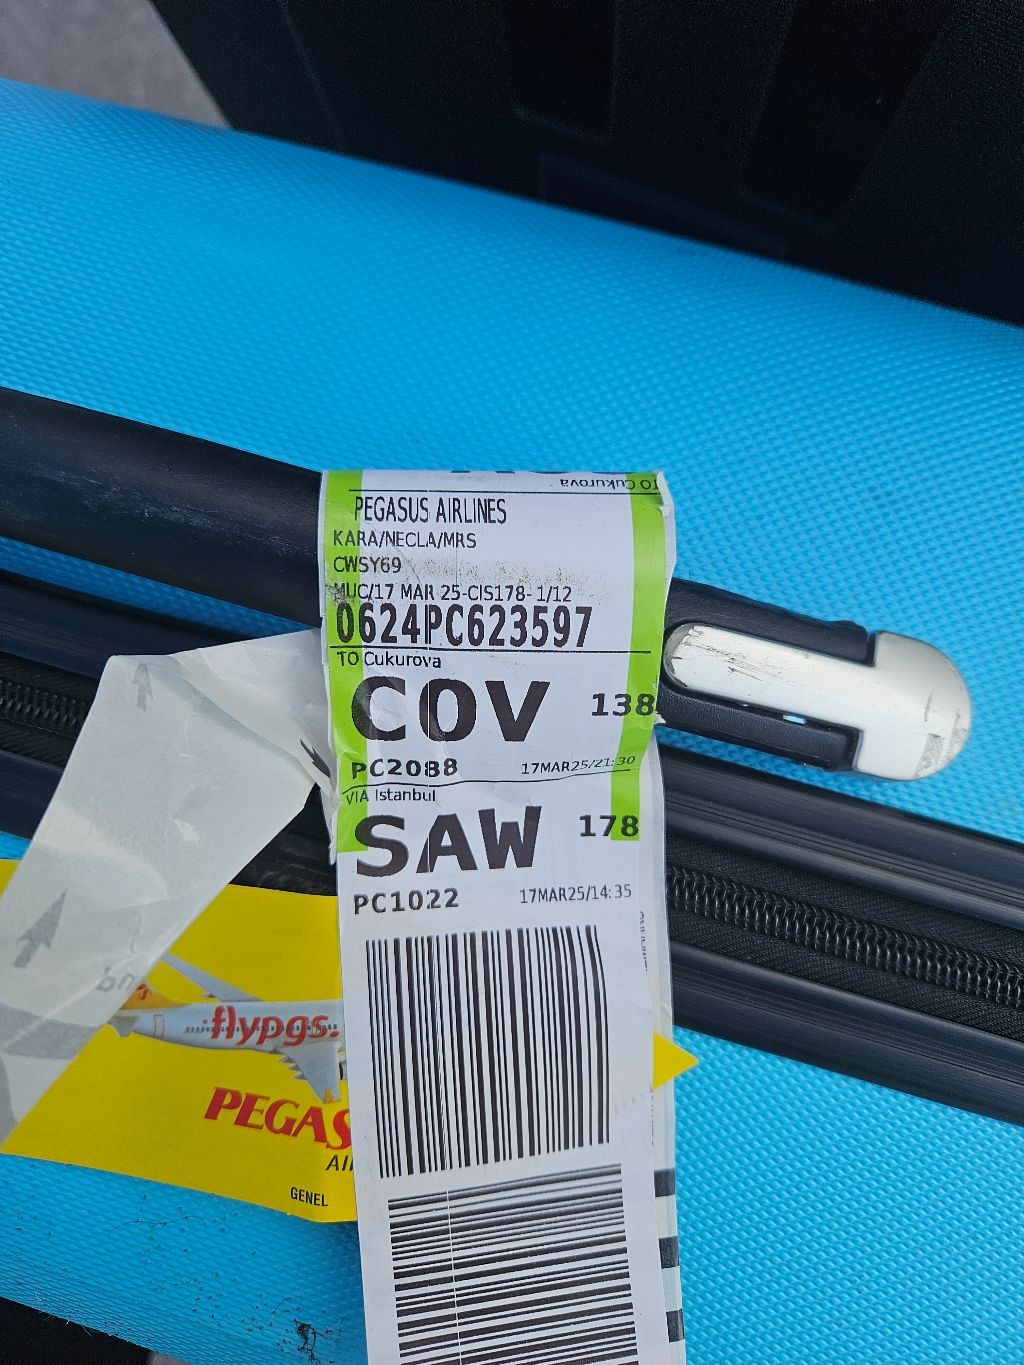 TO Cukurova
PEGASUS AIRLINES
KARA/NECLA/MRS
CWSY69
MUC/17 MAR 25-CIS178- 1/12
0624PC623597
TO Cukurova
COV 138
PC2088 17MAR25/21:30
VIA Istanbul
SAW 178
PC1022 17MAR25/14:35
flypgs.
PEGAS
AI
GENEL